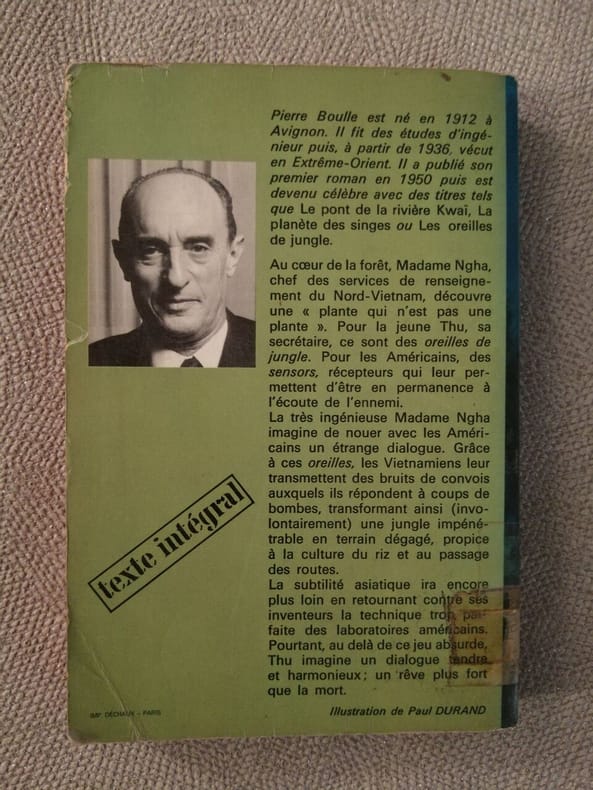 Pierre Boulle est né en 1912 à
Avignon. Il fit des études d'ingé-
nieur puis, à partir de 1936, vécut
en Extrême-Orient. Il a publié son
premier roman en 1950 puis est
devenu célèbre avec des titres tels
que Le pont de la rivière Kwaï, La
planète des singes ou Les oreilles
de jungle.
Au cœur de la forêt, Madame Ngha,
chef des services de renseigne-
ment du Nord-Vietnam, découvre
une « plante qui n'est pas une
plante ». Pour la jeune Thu, sa
secrétaire, ce sont des oreilles de
jungle. Pour les Américains, des
sensors, récepteurs qui leur per-
mettent d'être en permanence à
l'écoute de l'ennemi.
La très ingénieuse Madame Ngha
imagine de nouer avec les Améri-
cains un étrange dialogue. Grâce
à ces oreilles, les Vietnamiens leur
transmettent des bruits de convois
auxquels ils répondent à coups de
bombes, transformant ainsi (invo-
lontairement) une jungle impéné-
trable en terrain dégagé, propice
à la culture du riz et au passage
des routes.
La subtilité asiatique ira encore
plus loin en retournant contre ses
inventeurs la technique trop par-
faite des laboratoires américains.
Pourtant, au delà de ce jeu absurde,
Thu imagine un dialogue tendre
et harmonieux ; un rêve plus fort
que la mort.
texte intégral
IMP. DÉCHAUX - PARIS
Illustration de Paul DURAND